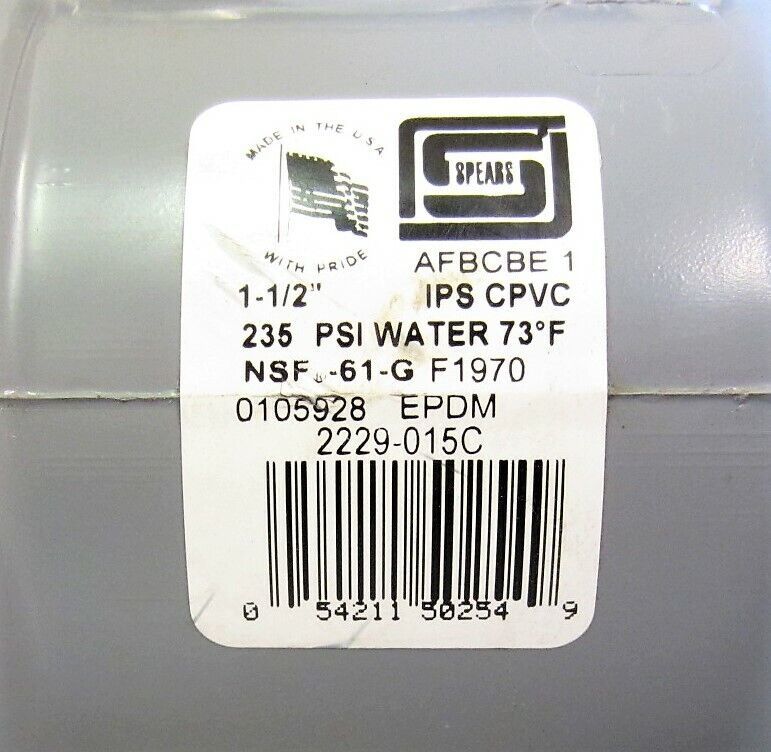 MADE IN THE USA
WITH PRIDE
SPEARS
AFBCBE 1
1-1/2" IPS CPVC
235 PSI WATER 73°F
NSF®-61-G F1970
0105928 EPDM
2229-015C
0 54211 50254 9